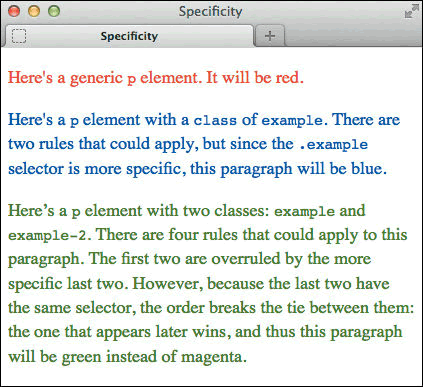 Specificity
Specificity
Here's a generic p element. It will be red.
Here's a p element with a class of example. There are
two rules that could apply, but since the .example
selector is more specific, this paragraph will be blue.
Here’s a p element with two classes: example and
example-2. There are four rules that could apply to this
paragraph. The first two are overruled by the more
specific last two. However, because the last two have
the same selector, the order breaks the tie between them:
the one that appears later wins, and thus this paragraph
will be green instead of magenta.